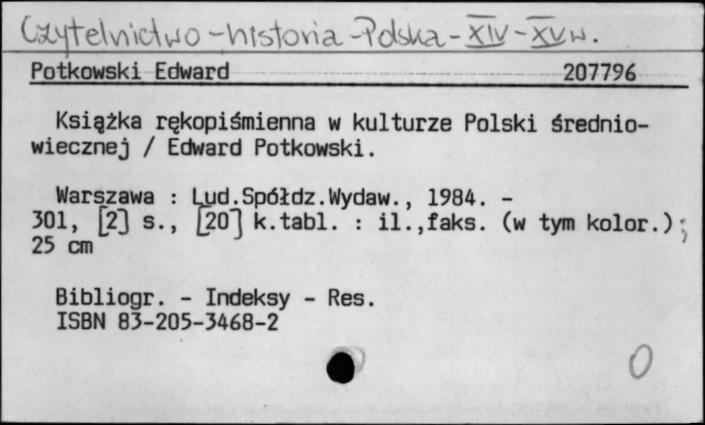 Czytelnictwo - historia - Polska - XIV - XV w.
Potkowski Edward 207796
Książka rękopiśmienna w kulturze Polski średnio-
wiecznej / Edward Potkowski.
Warszawa : Lud.Spółdz.Wydaw., 1984. -
301, [2] s., [20] k.tabl. : il.,faks. (w tym kolor.) ;
25 cm
Bibliogr. - Indeksy - Res.
ISBN 83-205-3468-2
0